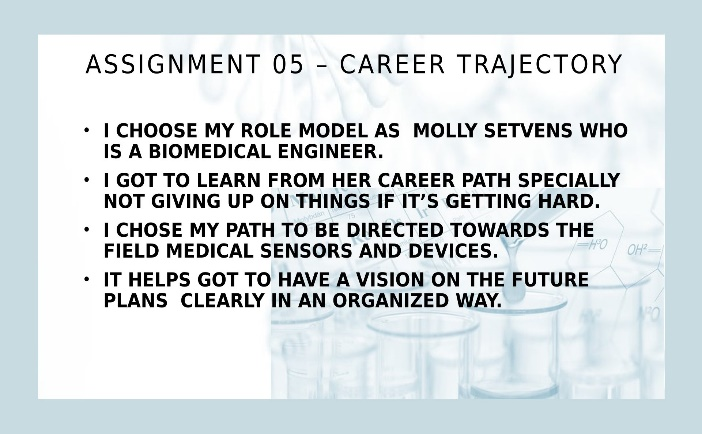 ASSIGNMENT 05 – CAREER TRAJECTORY
• I CHOOSE MY ROLE MODEL AS  MOLLY SETVENS WHO
IS A BIOMEDICAL ENGINEER.
• I GOT TO LEARN FROM HER CAREER PATH SPECIALLY
NOT GIVING UP ON THINGS IF IT’S GETTING HARD.
• I CHOSE MY PATH TO BE DIRECTED TOWARDS THE
FIELD MEDICAL SENSORS AND DEVICES.
• IT HELPS GOT TO HAVE A VISION ON THE FUTURE
PLANS  CLEARLY IN AN ORGANIZED WAY.